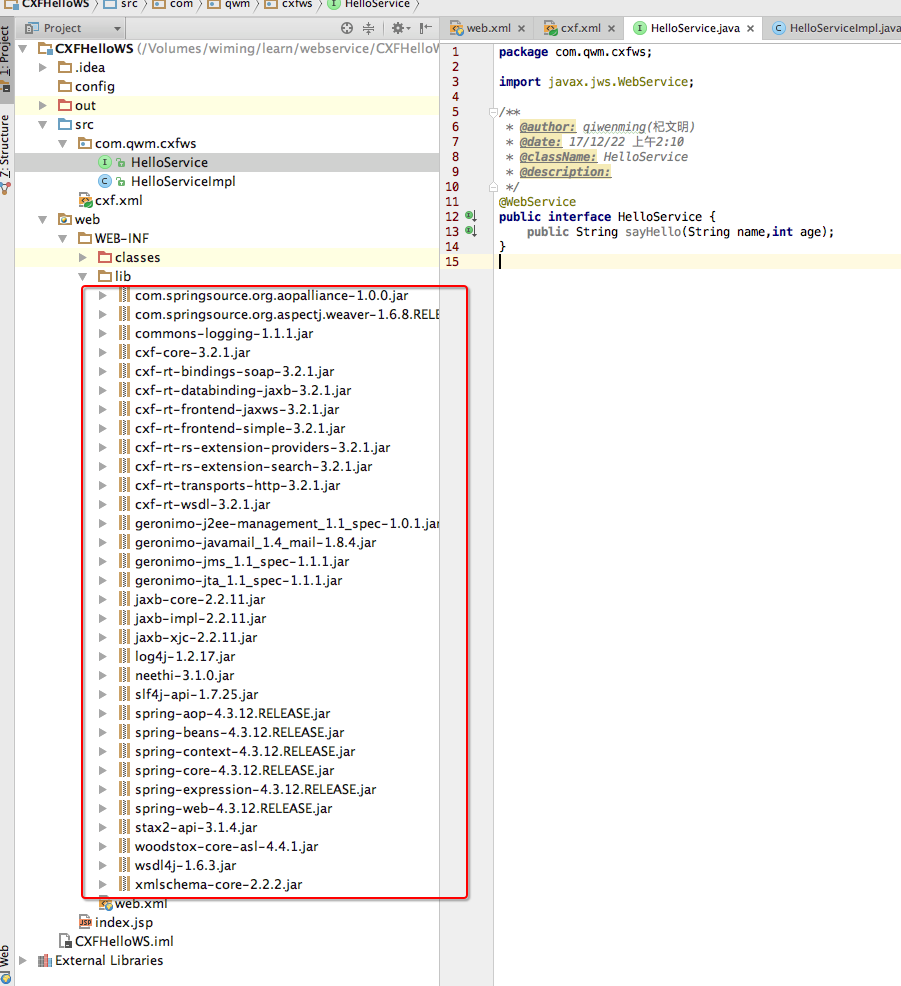 CXFHelloWS src com qwm cxfws HelloService
1: Project
Z: Structure
Web
Project
CXFHelloWS (/Volumes/wiming/learn/webservice/CXFHelloW
.idea
config
out
src
com.qwm.cxfws
HelloService
HelloServiceImpl
cxf.xml
web
WEB-INF
classes
lib
com.springsource.org.aopalliance-1.0.0.jar
com.springsource.org.aspectj.weaver-1.6.8.RELE
commons-logging-1.1.1.jar
cxf-core-3.2.1.jar
cxf-rt-bindings-soap-3.2.1.jar
cxf-rt-databinding-jaxb-3.2.1.jar
cxf-rt-frontend-jaxws-3.2.1.jar
cxf-rt-frontend-simple-3.2.1.jar
cxf-rt-rs-extension-providers-3.2.1.jar
cxf-rt-rs-extension-search-3.2.1.jar
cxf-rt-transports-http-3.2.1.jar
cxf-rt-wsdl-3.2.1.jar
geronimo-j2ee-management_1.1_spec-1.0.1.jar
geronimo-javamail_1.4_mail-1.8.4.jar
geronimo-jms_1.1_spec-1.1.1.jar
geronimo-jta_1.1_spec-1.1.1.jar
jaxb-core-2.2.11.jar
jaxb-impl-2.2.11.jar
jaxb-xjc-2.2.11.jar
log4j-1.2.17.jar
neethi-3.1.0.jar
slf4j-api-1.7.25.jar
spring-aop-4.3.12.RELEASE.jar
spring-beans-4.3.12.RELEASE.jar
spring-context-4.3.12.RELEASE.jar
spring-core-4.3.12.RELEASE.jar
spring-expression-4.3.12.RELEASE.jar
spring-web-4.3.12.RELEASE.jar
stax2-api-3.1.4.jar
woodstox-core-asl-4.4.1.jar
wsdl4j-1.6.3.jar
xmlschema-core-2.2.2.jar
web.xml
index.jsp
CXFHelloWS.iml
External Libraries
web.xml cxf.xml HelloService.java HelloServiceImpl.java
1 package com.qwm.cxfws;
2
3 import javax.jws.WebService;
4
5 /**
6 * @author: qiwenming(杞文明)
7 * @date: 17/12/22 上午2:10
8 * @className: HelloService
9 * @description:
10 */
11 @WebService
12 public interface HelloService {
13 public String sayHello(String name,int age);
14 }
15